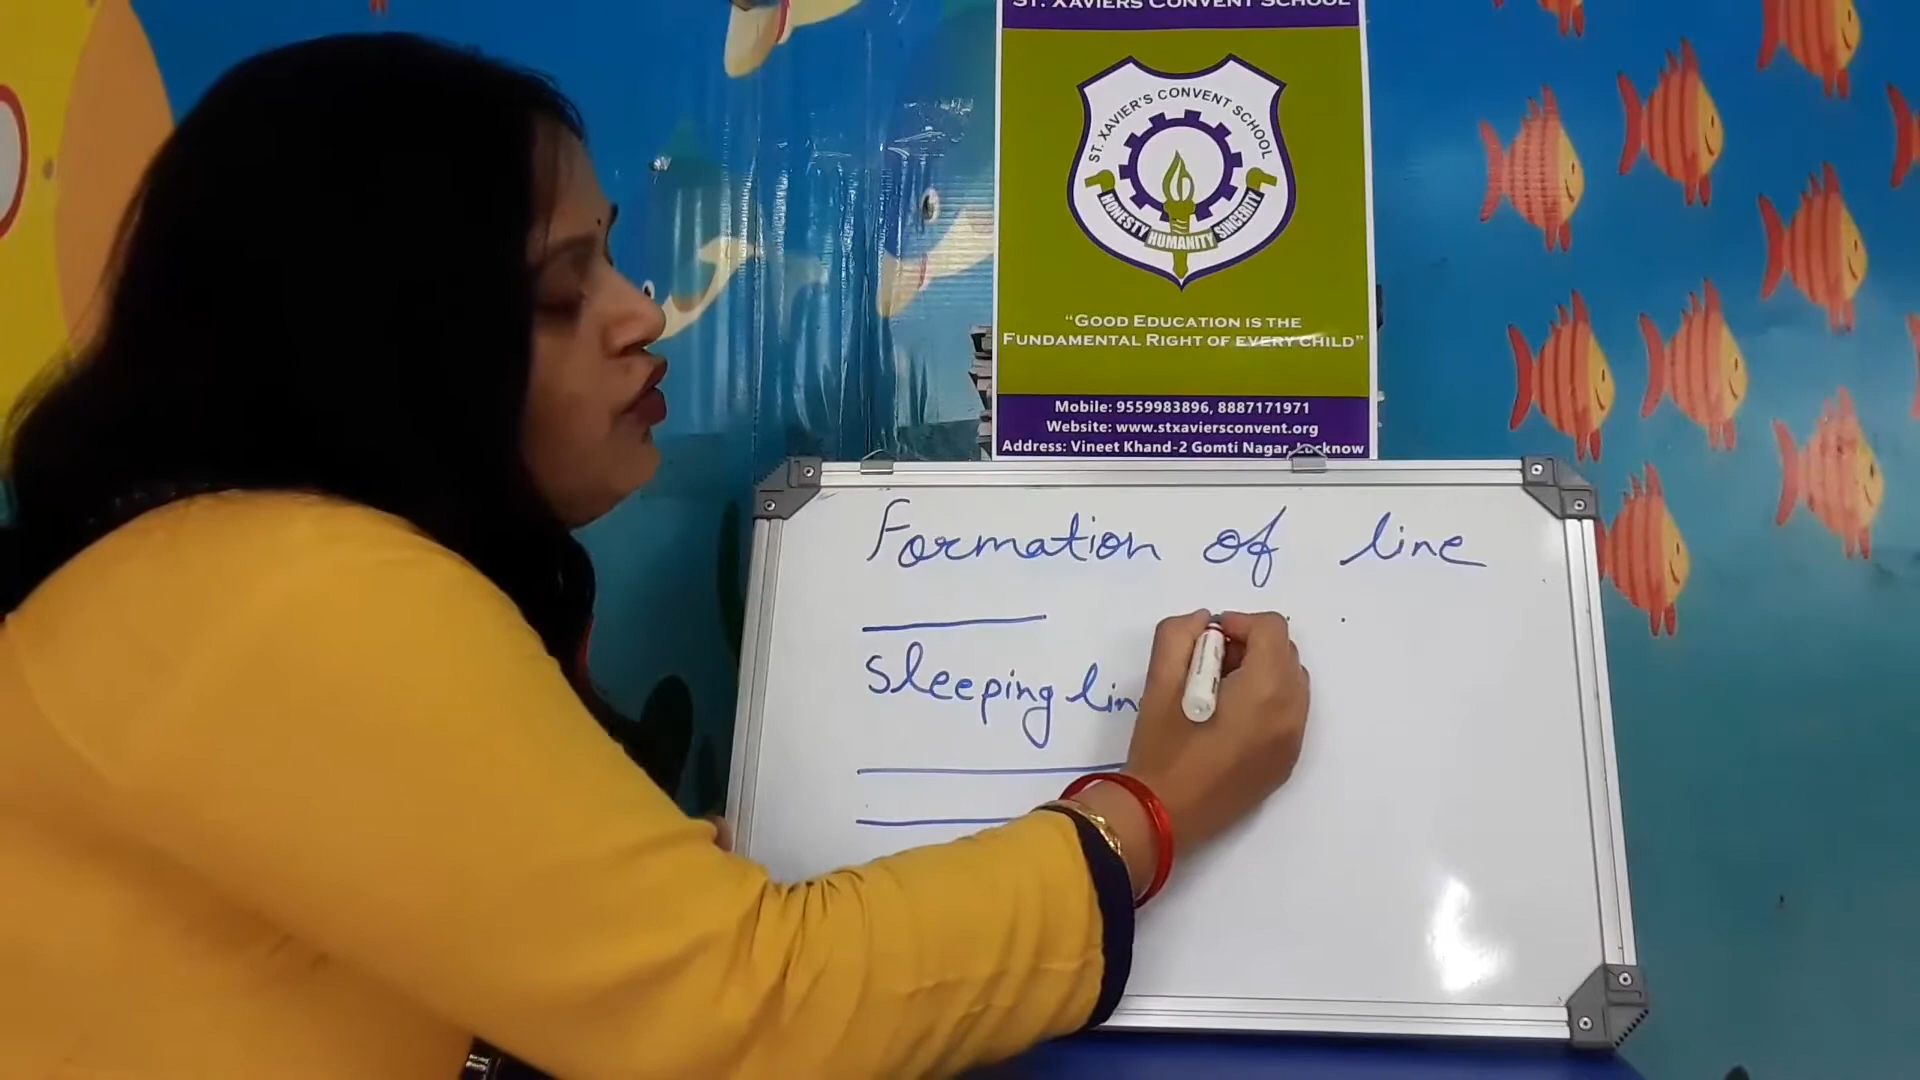 ST. XAVIERS CONVENT SCHOOL
ST. XAVIER'S CONVENT SCHOOL
HONESTY HUMANITY SINCERITY
"GOOD EDUCATION IS THE
FUNDAMENTAL RIGHT OF EVERY CHILD"
Mobile: 9559983896, 8887171971
Website: www.stxaviersconvent.org
Address: Vineet Khand-2 Gomti Nagar, Lucknow
Formation of line
Sleeping lin